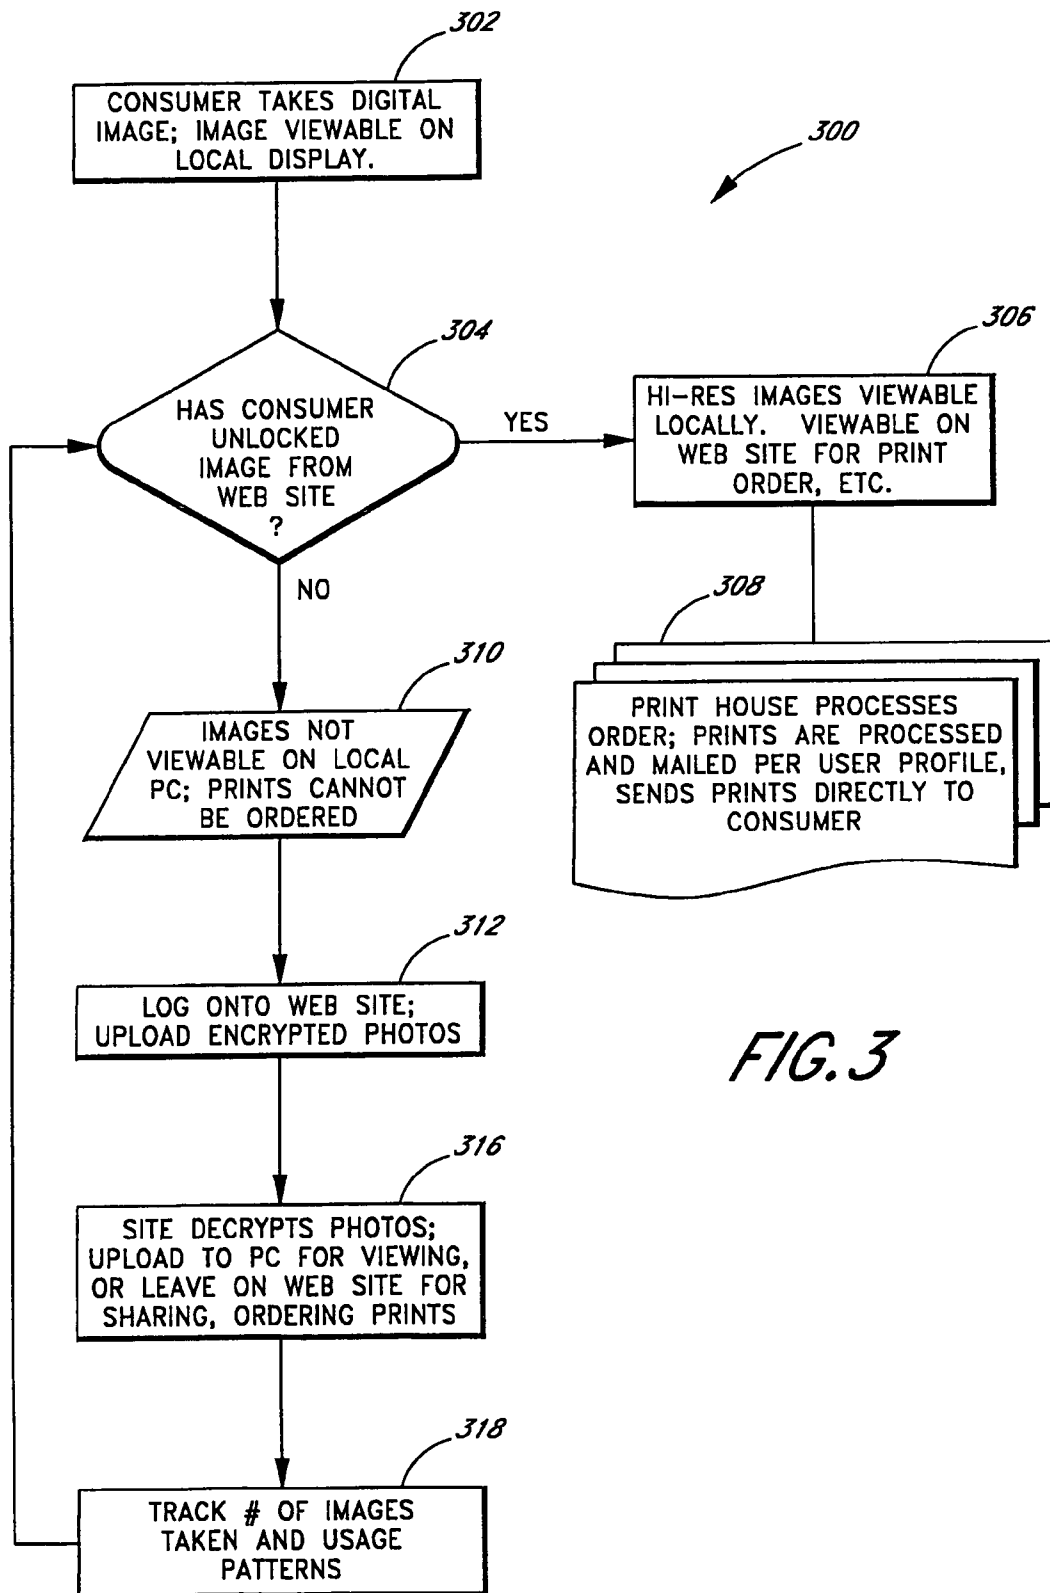 302
CONSUMER TAKES DIGITAL
IMAGE; IMAGE VIEWABLE ON
LOCAL DISPLAY.
300
304
HAS CONSUMER
UNLOCKED
IMAGE FROM
WEB SITE
?
YES
306
HI-RES IMAGES VIEWABLE
LOCALLY. VIEWABLE ON
WEB SITE FOR PRINT
ORDER, ETC.
NO
308
PRINT HOUSE PROCESSES
ORDER; PRINTS ARE PROCESSED
AND MAILED PER USER PROFILE,
SENDS PRINTS DIRECTLY TO
CONSUMER
310
IMAGES NOT
VIEWABLE ON LOCAL
PC; PRINTS CANNOT
BE ORDERED
312
LOG ONTO WEB SITE;
UPLOAD ENCRYPTED PHOTOS
FIG. 3
316
SITE DECRYPTS PHOTOS;
UPLOAD TO PC FOR VIEWING,
OR LEAVE ON WEB SITE FOR
SHARING, ORDERING PRINTS
318
TRACK # OF IMAGES
TAKEN AND USAGE
PATTERNS